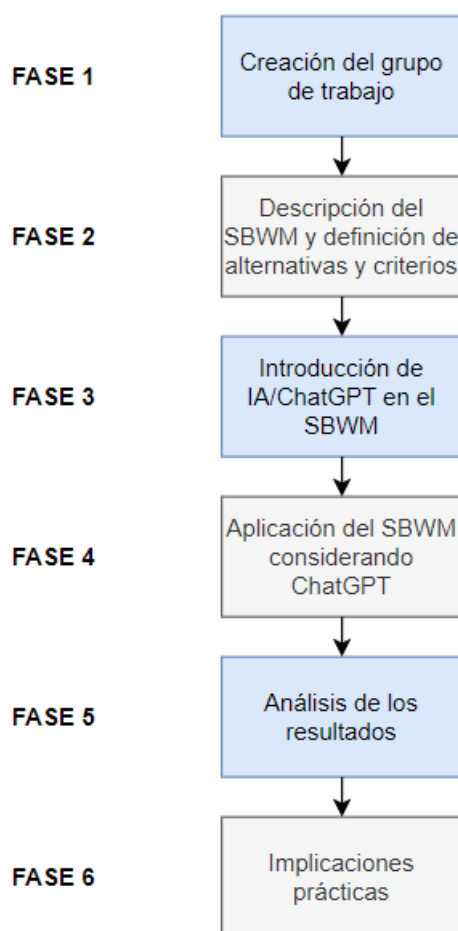 FASE 1
Creación del grupo
de trabajo
FASE 2
Descripción del
SBWM y definición de
alternativas y criterios
FASE 3
Introducción de
IA/ChatGPT en el
SBWM
FASE 4
Aplicación del SBWM
considerando
ChatGPT
FASE 5
Análisis de los
resultados
FASE 6
Implicaciones
prácticas